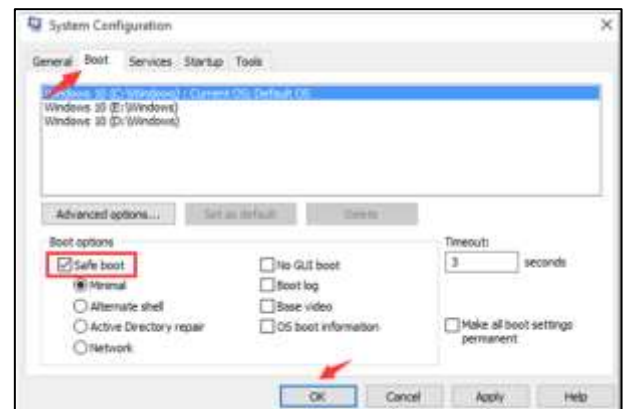 System Configuration
General Boot Services Startup Tools
Windows 10 (C:\Windows) : Current OS; Default OS
Windows 10 (E:\Windows)
Windows 10 (D:\Windows)
Advanced options... Set as default Delete
Boot options
Timeout:
Safe boot No GUI boot 3 seconds
Minimal Boot log
Alternate shell Base video
Active Directory repair OS boot information Make all boot settings
permanent
Network
OK Cancel Apply Help